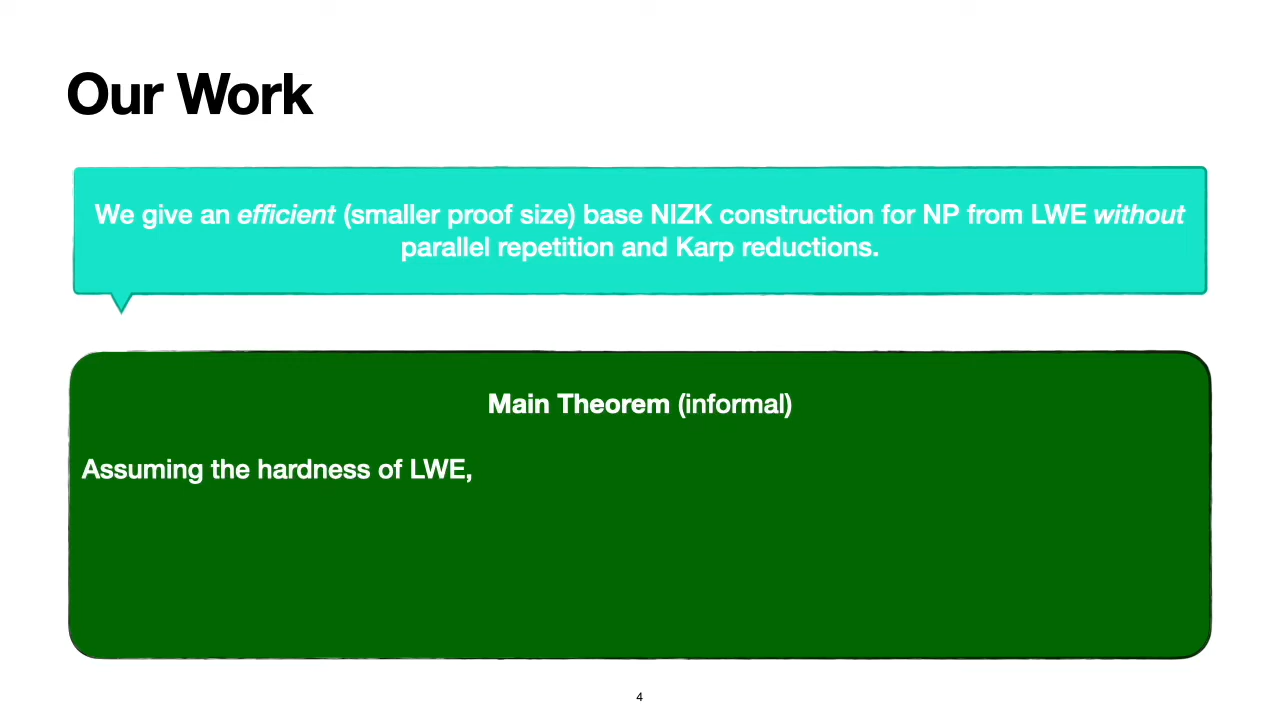 Our Work
We give an efficient (smaller proof size) base NIZK construction for NP from LWE without
parallel repetition and Karp reductions.
Main Theorem (informal)
Assuming the hardness of LWE,
4